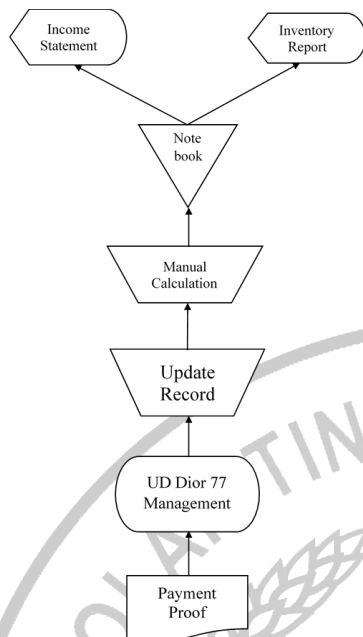 Income
Statement
Inventory
Report
Note
book
Manual
Calculation
Update
Record
UD Dior 77
Management
Payment
Proof